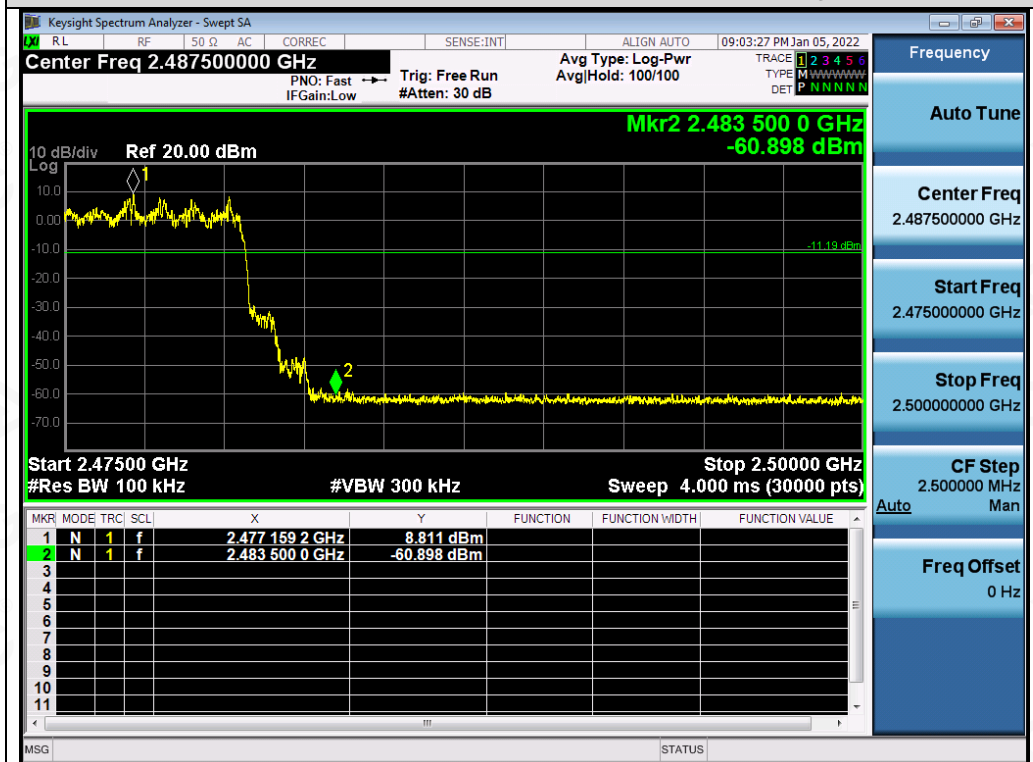 Keysight Spectrum Analyzer - Swept SA
LXI RL RF 50 Ω AC CORREC SENSE:INT ALIGN AUTO 09:03:27 PM Jan 05, 2022
Center Freq 2.487500000 GHz
PNO: Fast
IFGain:Low
Trig: Free Run
#Atten: 30 dB
Avg Type: Log-Pwr
Avg|Hold: 100/100
TRACE 1 2 3 4 5 6
TYPE M WWWWW
DET P N N N N N
Mkr2 2.483 500 0 GHz
-60.898 dBm
10 dB/div Ref 20.00 dBm
Log
1
10.0
0.00
-10.0
-11.19 dBm
-20.0
-30.0
-40.0
-50.0
2
-60.0
-70.0
Start 2.47500 GHz Stop 2.50000 GHz
#Res BW 100 kHz #VBW 300 kHz Sweep 4.000 ms (30000 pts)
MKR MODE TRC SCL X Y FUNCTION FUNCTION WIDTH FUNCTION VALUE
1 N 1 f 2.477 159 2 GHz 8.811 dBm
2 N 1 f 2.483 500 0 GHz -60.898 dBm
3
4
5
6
7
8
9
10
11
MSG STATUS
Frequency
Auto Tune
Center Freq
2.487500000 GHz
Start Freq
2.475000000 GHz
Stop Freq
2.500000000 GHz
CF Step
2.500000 MHz
Auto Man
Freq Offset
0 Hz